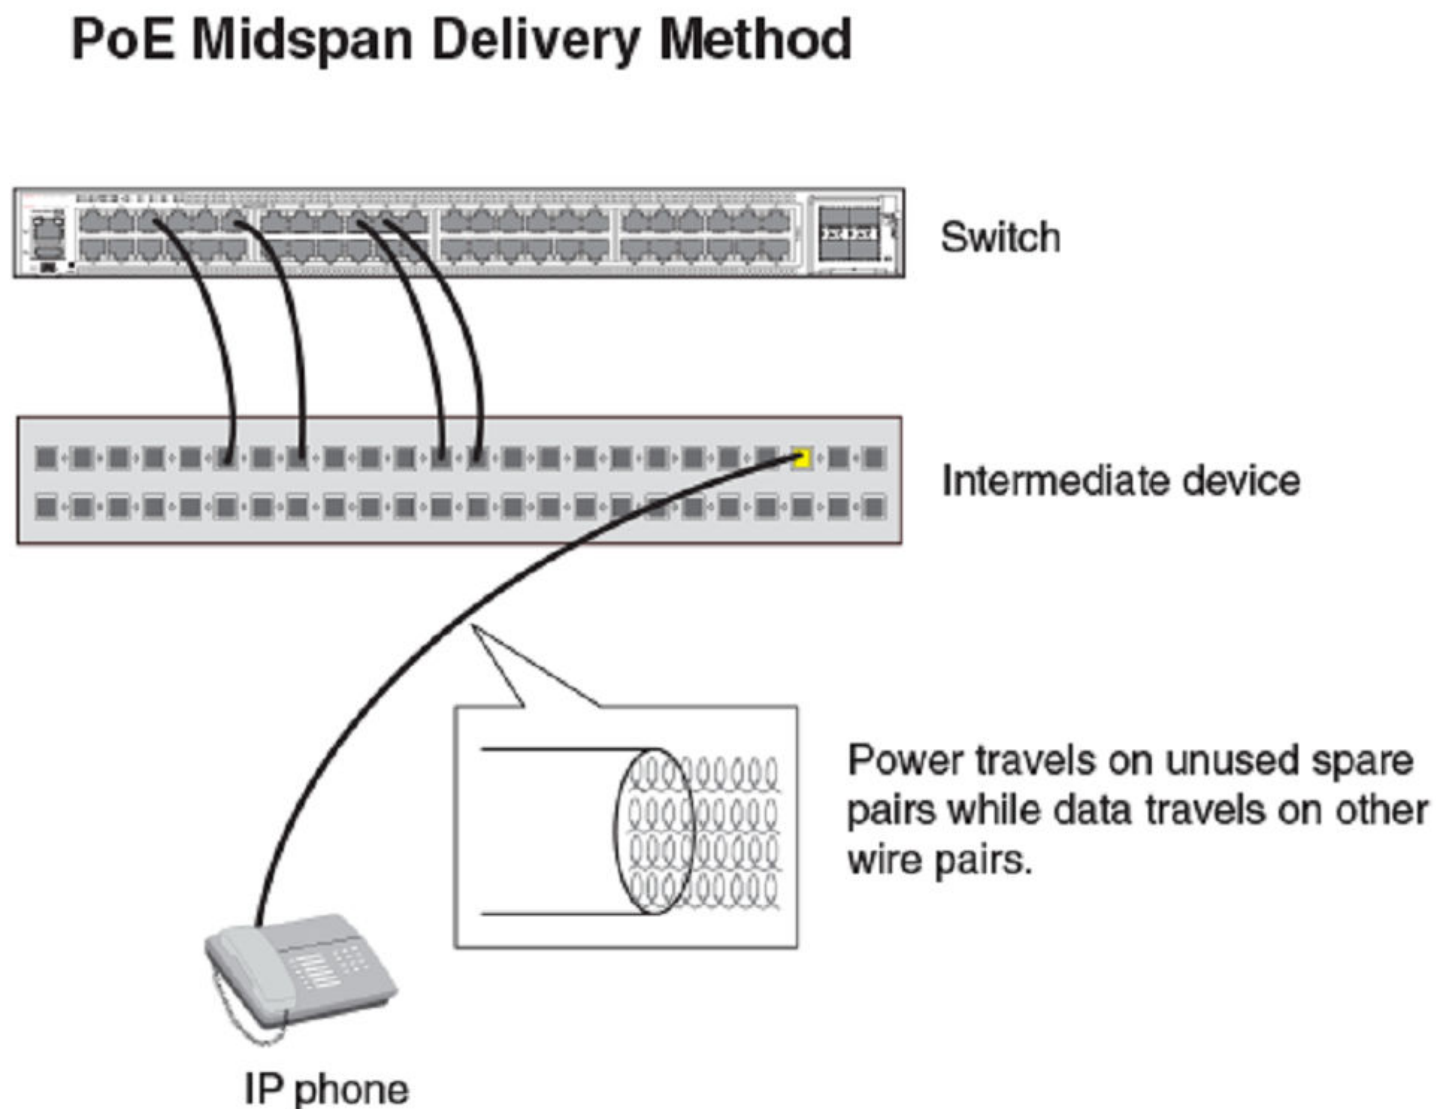 PoE Midspan Delivery Method
Switch
Intermediate device
Power travels on unused spare
pairs while data travels on other
wire pairs.
IP phone